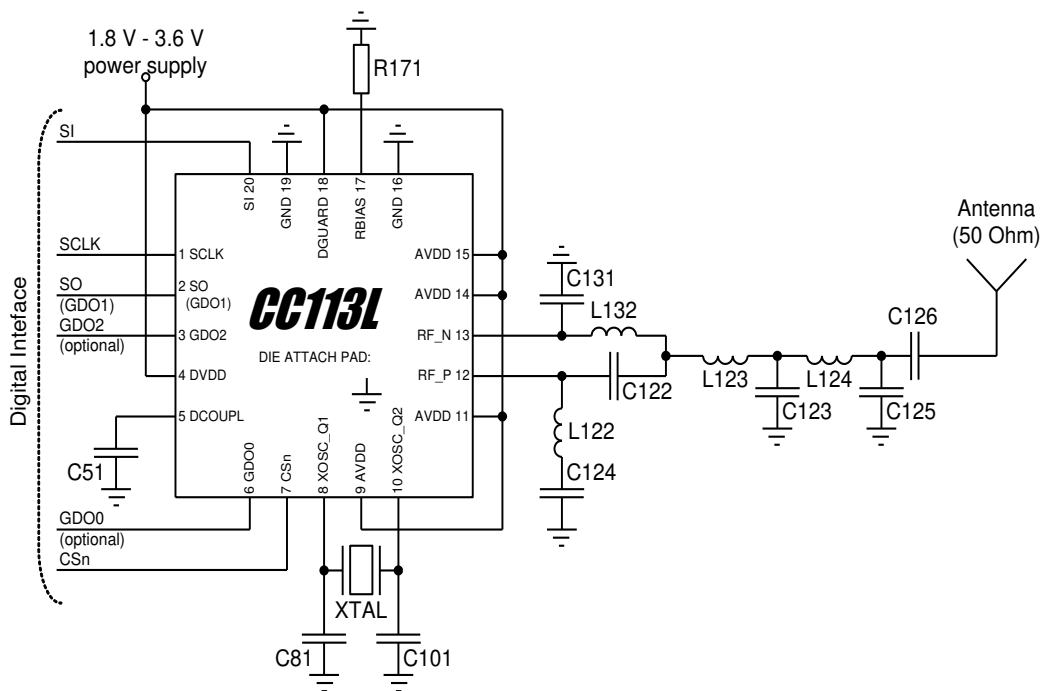 1.8 V - 3.6 V
power supply
R171
SI
SI 20
GND 19
DGUARD 18
RBIAS 17
GND 16
Antenna
(50 Ohm)
SCLK
1 SCLK
AVDD 15
SO
(GDO1)
2 SO
(GDO1)
AVDD 14
C131
L132
GDO2
(optional)
3 GDO2
CC113L
RF_N 13
C126
DIE ATTACH PAD:
4 DVDD
RF_P 12
C122
L123
L124
Digital Inteface
5 DCOUPL
AVDD 11
C123
C125
L122
C51
6 GDO0
7 CSn
8 XOSC_Q1
9 AVDD
10 XOSC_Q2
C124
GDO0
(optional)
CSn
XTAL
C81
C101